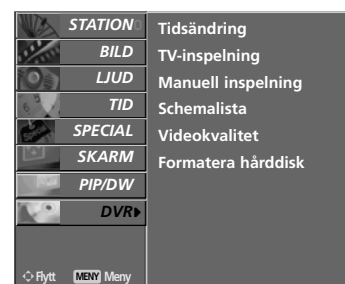 STATION
BILD
LJUD
TID
SPECIAL
SKARM
PIP/DW
DVR
Flytt MENY Meny
Tidsändring
TV-inspelning
Manuell inspelning
Schemalista
Videokvalitet
Formatera hårddisk